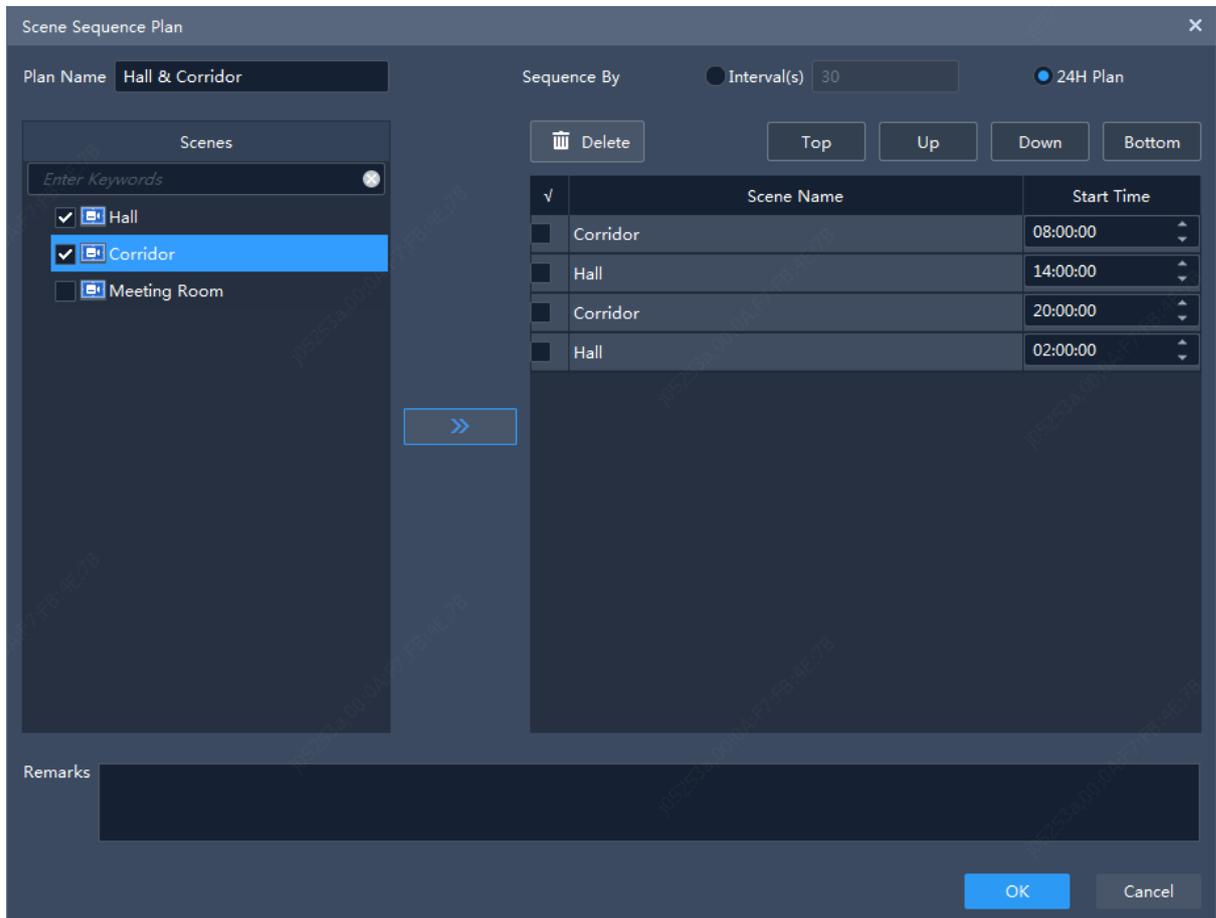 Scene Sequence Plan
Plan Name Hall & Corridor Sequence By Interval(s) 30 24H Plan
Scenes
Enter Keywords
Hall
Corridor
Meeting Room
Delete Top Up Down Bottom
√ Scene Name Start Time
Corridor 08:00:00
Hall 14:00:00
Corridor 20:00:00
Hall 02:00:00
Remarks
OK Cancel